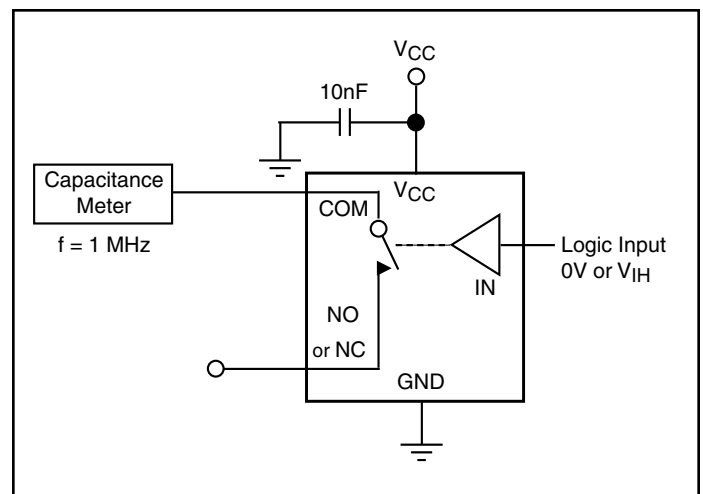 VCC
10nF
Capacitance
Meter
f = 1 MHz
VCC
COM
Logic Input
0V or VIH
IN
NO
or NC
GND